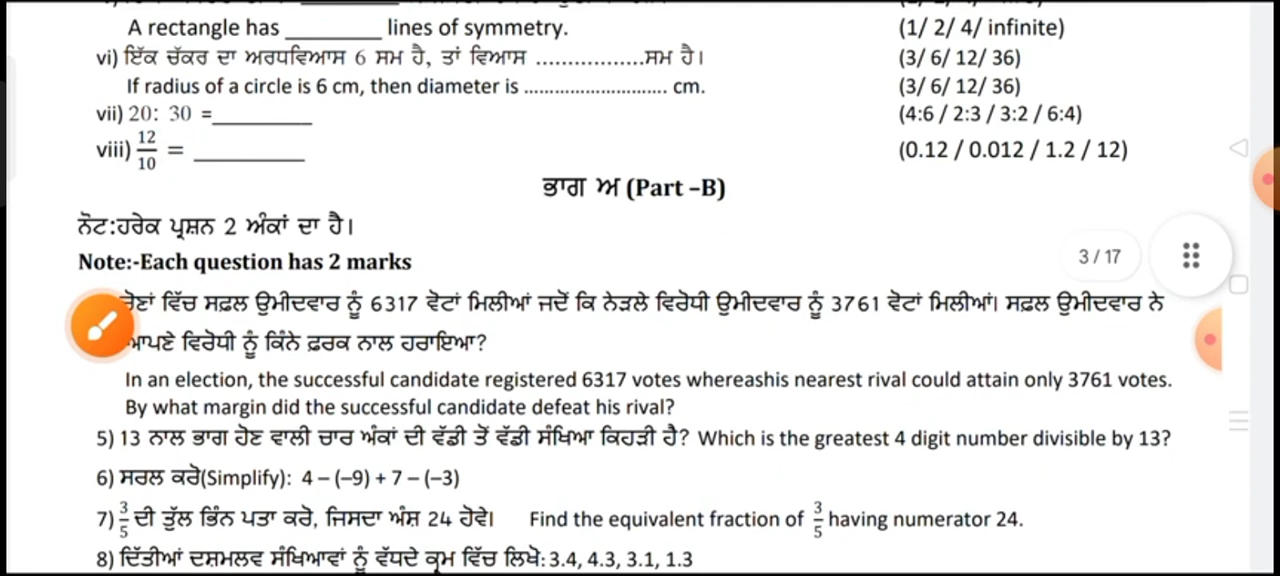 A rectangle has ________ lines of symmetry. (1/ 2/ 4/ infinite)
vi) ਇੱਕ ਚੱਕਰ ਦਾ ਅਰਧਵਿਆਸ 6 ਸਮ ਹੈ, ਤਾਂ ਵਿਆਸ ..................ਸਮ ਹੈ। (3/ 6/ 12/ 36)
If radius of a circle is 6 cm, then diameter is ........................... cm. (3/ 6/ 12/ 36)
vii) 20: 30 =_________ (4:6 / 2:3 / 3:2 / 6:4)
viii) 12/10 = __________ (0.12 / 0.012 / 1.2 / 12)
ਭਾਗ ਅ (Part –B)
ਨੋਟ:ਹਰੇਕ ਪ੍ਰਸ਼ਨ 2 ਅੰਕਾਂ ਦਾ ਹੈ।
Note:-Each question has 2 marks
3 / 17
ਵਿੱਚ ਸਫ਼ਲ ਉਮੀਦਵਾਰ ਨੂੰ 6317 ਵੋਟਾਂ ਮਿਲੀਆਂ ਜਦੋਂ ਕਿ ਨੇੜਲੇ ਵਿਰੋਧੀ ਉਮੀਦਵਾਰ ਨੂੰ 3761 ਵੋਟਾਂ ਮਿਲੀਆਂ। ਸਫ਼ਲ ਉਮੀਦਵਾਰ ਨੇ
ਵਿਰੋਧੀ ਨੂੰ ਕਿੰਨੇ ਫ਼ਰਕ ਨਾਲ ਹਰਾਇਆ?
In an election, the successful candidate registered 6317 votes whereashis nearest rival could attain only 3761 votes.
By what margin did the successful candidate defeat his rival?
5) 13 ਨਾਲ ਭਾਗ ਹੋਣ ਵਾਲੀ ਚਾਰ ਅੰਕਾਂ ਦੀ ਵੱਡੀ ਤੋਂ ਵੱਡੀ ਸੰਖਿਆ ਕਿਹੜੀ ਹੈ? Which is the greatest 4 digit number divisible by 13?
6) ਸਰਲ ਕਰੋ(Simplify): 4 – (–9) + 7 – (–3)
7) 3/5 ਦੀ ਤੁੱਲ ਭਿੰਨ ਪਤਾ ਕਰੋ, ਜਿਸਦਾ ਅੰਸ਼ 24 ਹੋਵੇ। Find the equivalent fraction of 3/5 having numerator 24.
8) ਦਿੱਤੀਆਂ ਦਸ਼ਮਲਵ ਸੰਖਿਆਵਾਂ ਨੂੰ ਵੱਧਦੇ ਕ੍ਰਮ ਵਿੱਚ ਲਿਖੋ: 3.4, 4.3, 3.1, 1.3